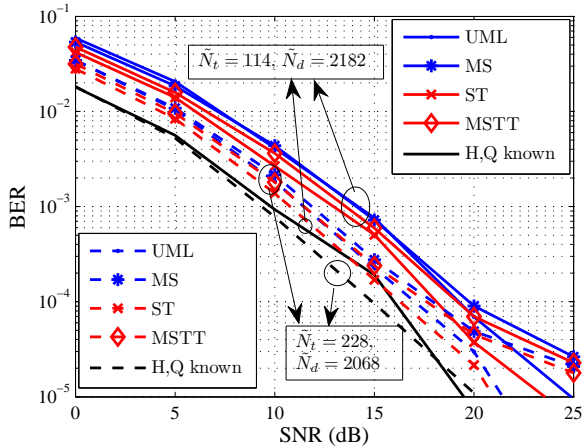 10⁻¹
10⁻²
10⁻³
10⁻⁴
10⁻⁵
BER
0 5 10 15 20 25
SNR (dB)
Ñ_t = 114, Ñ_d = 2182
UML
MS
ST
MSTT
H,Q known
UML
MS
ST
MSTT
H,Q known
Ñ_t = 228,
Ñ_d = 2068